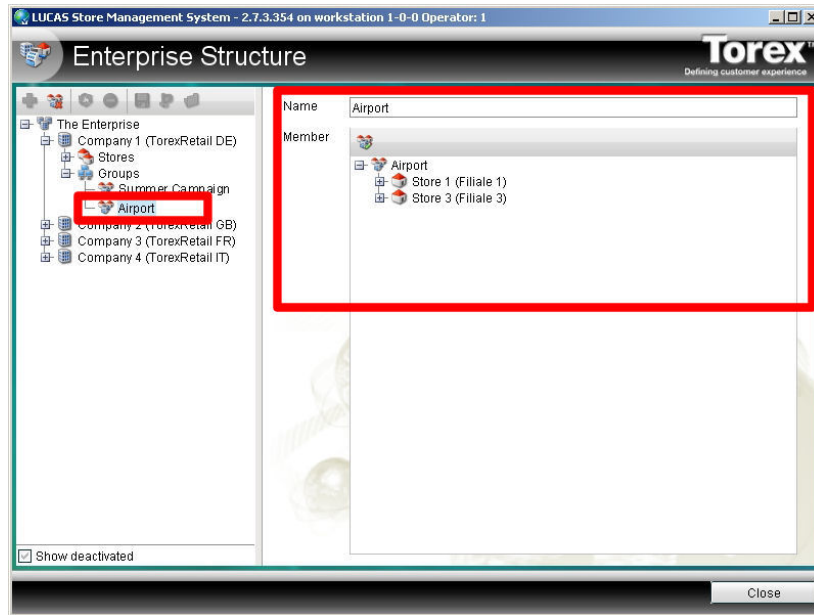 LUCAS Store Management System - 2.7.3.354 on workstation 1-0-0 Operator: 1
Enterprise Structure
Torex™
Defining customer experience
The Enterprise
Company 1 (TorexRetail DE)
Stores
Groups
Summer Campaign
Airport
Company 2 (TorexRetail GB)
Company 3 (TorexRetail FR)
Company 4 (TorexRetail IT)
Show deactivated
Name Airport
Member
Airport
Store 1 (Filiale 1)
Store 3 (Filiale 3)
Close